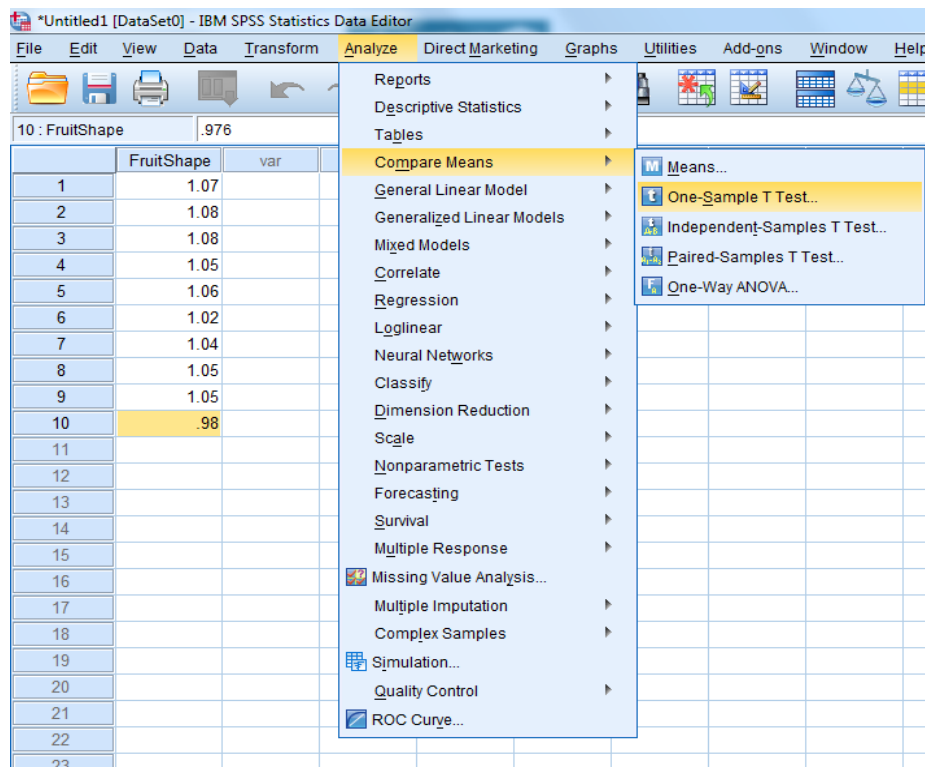 *Untitled1 [DataSet0] - IBM SPSS Statistics Data Editor
File Edit View Data Transform Analyze Direct Marketing Graphs Utilities Add-ons Window Help
10 : FruitShape .976
FruitShape var
1 1.07
2 1.08
3 1.08
4 1.05
5 1.06
6 1.02
7 1.04
8 1.05
9 1.05
10 .98
11
12
13
14
15
16
17
18
19
20
21
22
23
Reports
Descriptive Statistics
Tables
Compare Means
General Linear Model
Generalized Linear Models
Mixed Models
Correlate
Regression
Loglinear
Neural Networks
Classify
Dimension Reduction
Scale
Nonparametric Tests
Forecasting
Survival
Multiple Response
Missing Value Analysis...
Multiple Imputation
Complex Samples
Simulation...
Quality Control
ROC Curve...
M Means...
t One-Sample T Test...
Independent-Samples T Test...
Paired-Samples T Test...
One-Way ANOVA...